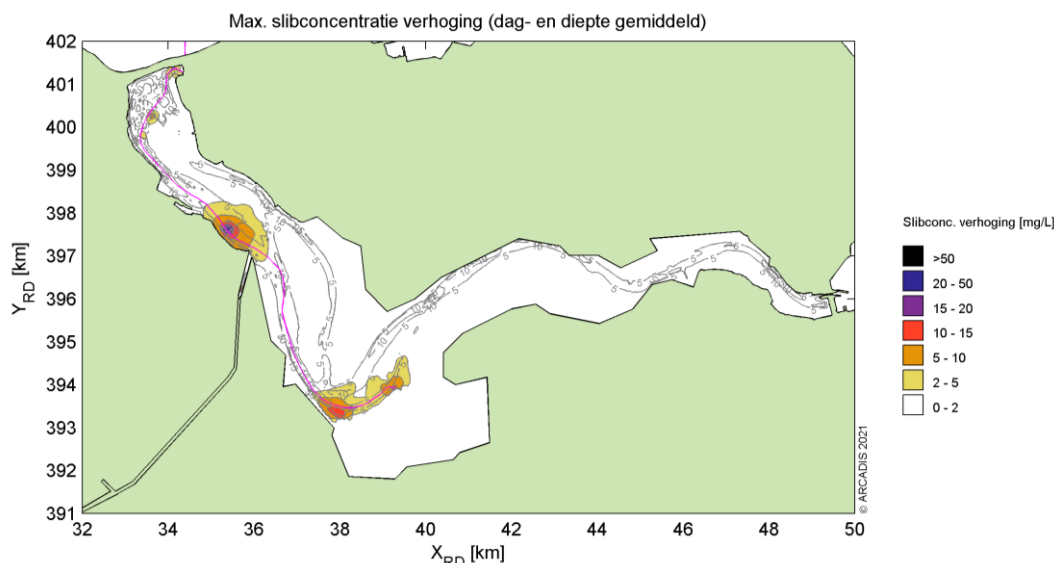 Max. slibconcentratie verhoging (dag- en diepte gemiddeld)
402
401
400
399
398
397
396
395
394
393
392
391
Y_RD [km]
32 34 36 38 40 42 44 46 48 50
X_RD [km]
Slibconc. verhoging [mg/L]
>50
20 - 50
15 - 20
10 - 15
5 - 10
2 - 5
0 - 2
© ARCADIS 2021